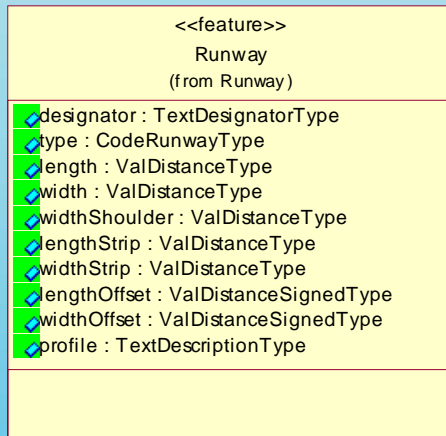 <<feature>>
Runway
(from Runway)
designator : TextDesignatorType
type : CodeRunwayType
length : ValDistanceType
width : ValDistanceType
widthShoulder : ValDistanceType
lengthStrip : ValDistanceType
widthStrip : ValDistanceType
lengthOffset : ValDistanceSignedType
widthOffset : ValDistanceSignedType
profile : TextDescriptionType